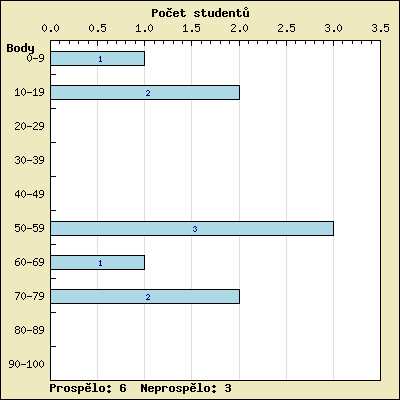 Počet studentů
0.0 0.5 1.0 1.5 2.0 2.5 3.0 3.5
Body
0-9 1
10-19 2
20-29
30-39
40-49
50-59 3
60-69 1
70-79 2
80-89
90-100
Prospělo: 6 Neprospělo: 3